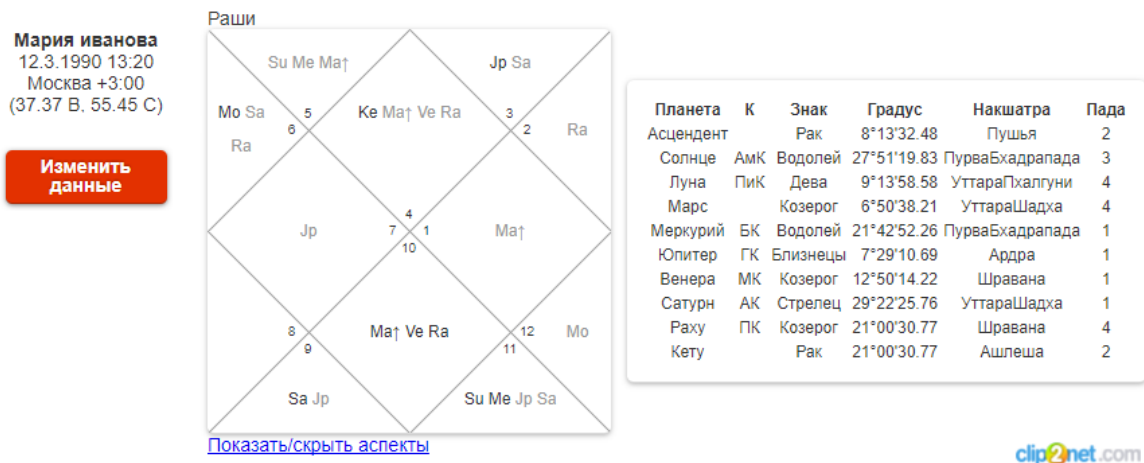 Раши
Мария иванова
12.3.1990 13:20
Москва +3:00
(37.37 В, 55.45 С)
Изменить
данные
Su Me Ma↑
Jp Sa
Mo Sa
Ra
5
6
Ke Ma↑ Ve Ra
3
2
Ra
Jp
4
7 1
10
Ma↑
8
9
Ma↑ Ve Ra
12
11
Mo
Sa Jp
Su Me Jp Sa
Показать/скрыть аспекты
Планета К Знак Градус Накшатра Пада
Асцендент Рак 8°13'32.48 Пушья 2
Солнце АмК Водолей 27°51'19.83 ПурваБхадрапада 3
Луна ПиК Дева 9°13'58.58 УттараПхалгуни 4
Марс Козерог 6°50'38.21 УттараШадха 4
Меркурий БК Водолей 21°42'52.26 ПурваБхадрапада 1
Юпитер ГК Близнецы 7°29'10.69 Ардра 1
Венера МК Козерог 12°50'14.22 Шравана 1
Сатурн АК Стрелец 29°22'25.76 УттараШадха 1
Раху ПК Козерог 21°00'30.77 Шравана 4
Кету Рак 21°00'30.77 Ашлеша 2
clip2net.com